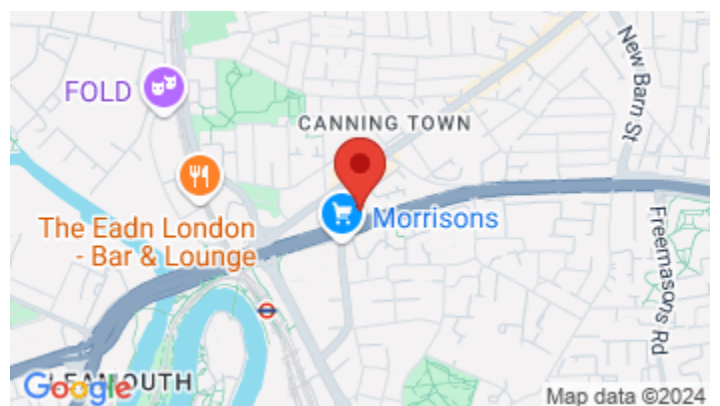 New Barn St
FOLD
CANNING TOWN
The Eadn London
- Bar & Lounge
Morrisons
Freemasons Rd
Google
Map data ©2024